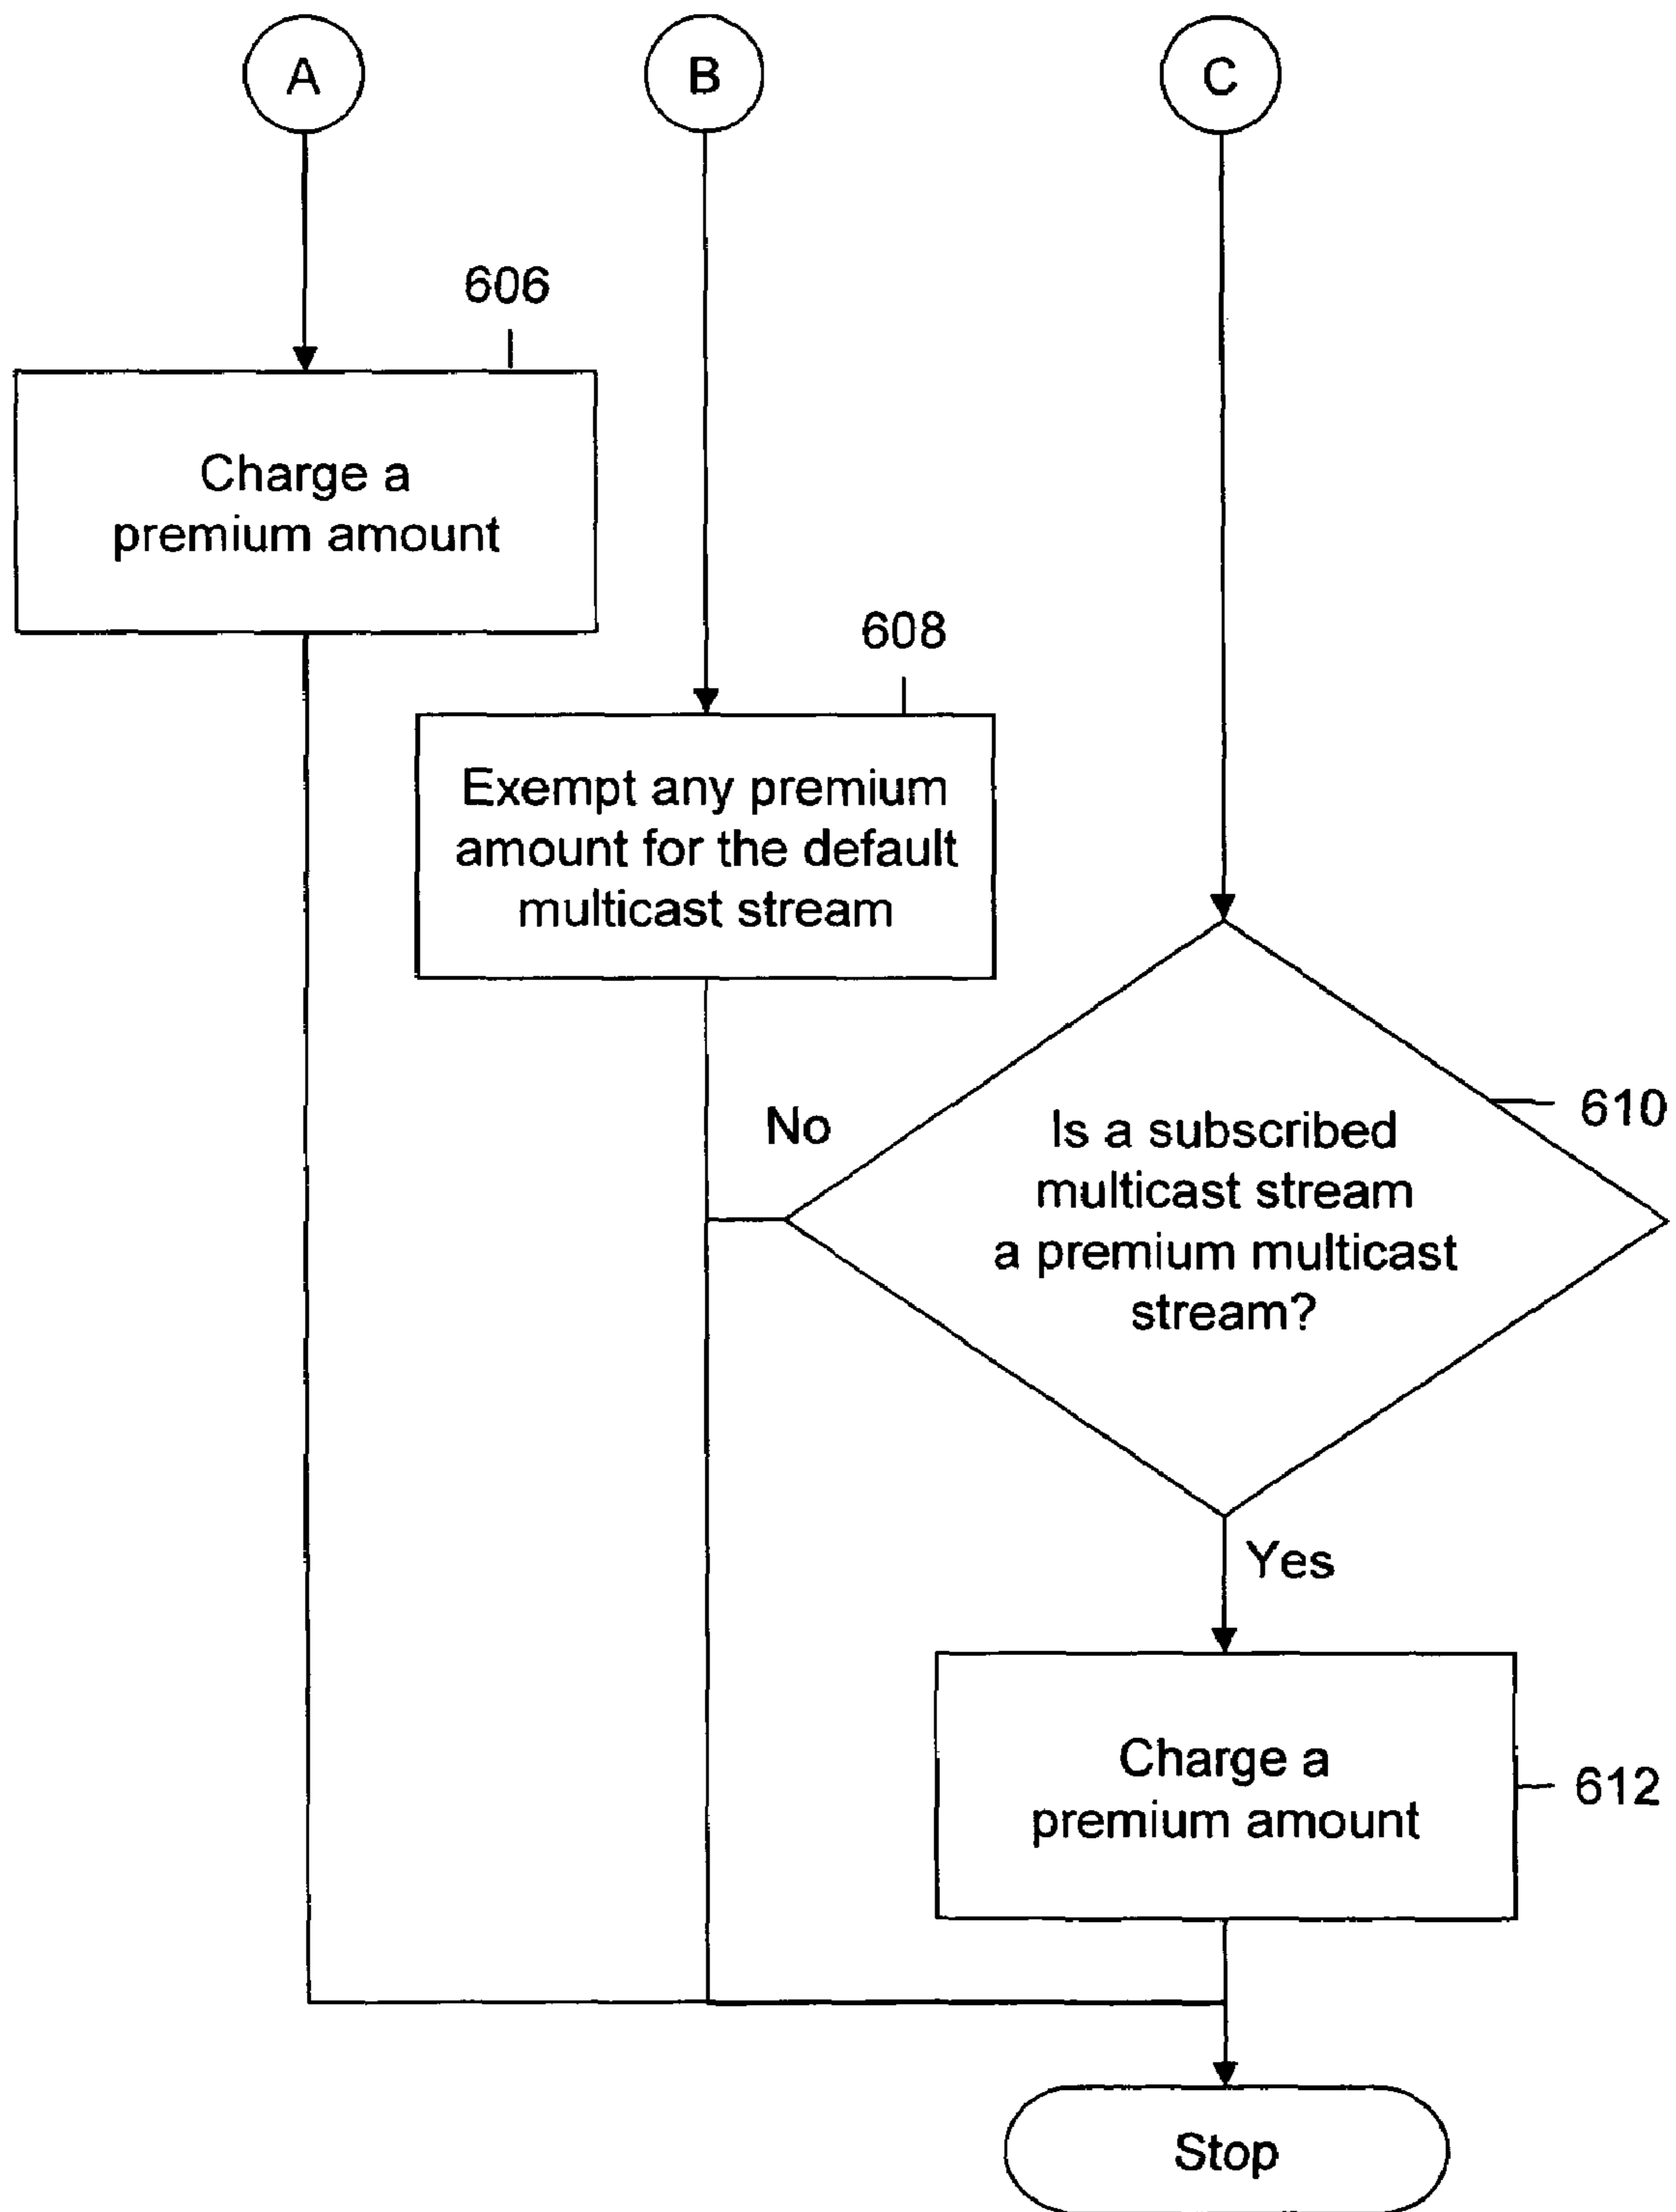 A
B
C
606
Charge a
premium amount
608
Exempt any premium
amount for the default
multicast stream
No
610
Is a subscribed
multicast stream
a premium multicast
stream?
Yes
Charge a
premium amount
612
Stop